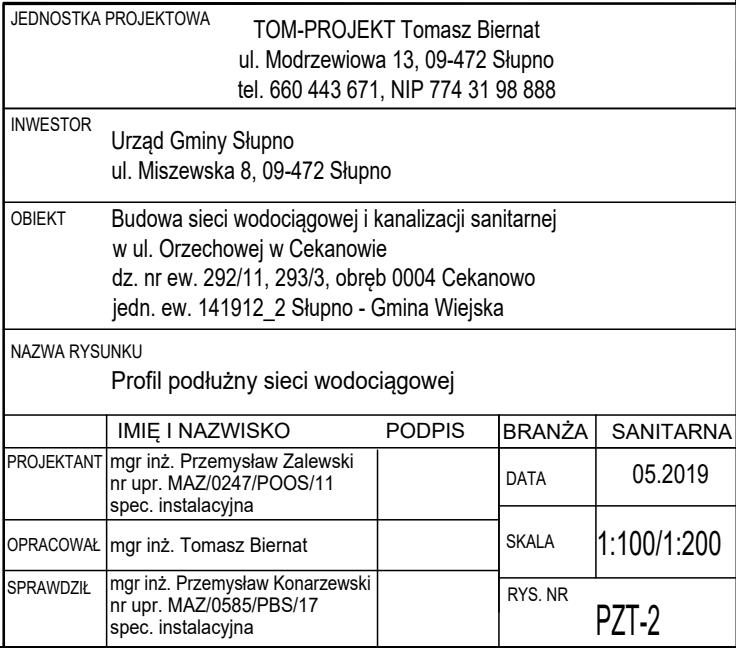 JEDNOSTKA PROJEKTOWA
TOM-PROJEKT Tomasz Biernat
ul. Modrzewiowa 13, 09-472 Słupno
tel. 660 443 671, NIP 774 31 98 888
INWESTOR
Urząd Gminy Słupno
ul. Miszewska 8, 09-472 Słupno
OBIEKT
Budowa sieci wodociągowej i kanalizacji sanitarnej
w ul. Orzechowej w Cekanowie
dz. nr ew. 292/11, 293/3, obręb 0004 Cekanowo
jedn. ew. 141912_2 Słupno - Gmina Wiejska
NAZWA RYSUNKU
Profil podłużny sieci wodociągowej
IMIĘ I NAZWISKO PODPIS BRANŻA SANITARNA
PROJEKTANT
mgr inż. Przemysław Zalewski
nr upr. MAZ/0247/POOS/11
spec. instalacyjna
DATA 05.2019
OPRACOWAŁ mgr inż. Tomasz Biernat
SKALA 1:100/1:200
SPRAWDZIŁ
mgr inż. Przemysław Konarzewski
nr upr. MAZ/0585/PBS/17
spec. instalacyjna
RYS. NR
PZT-2